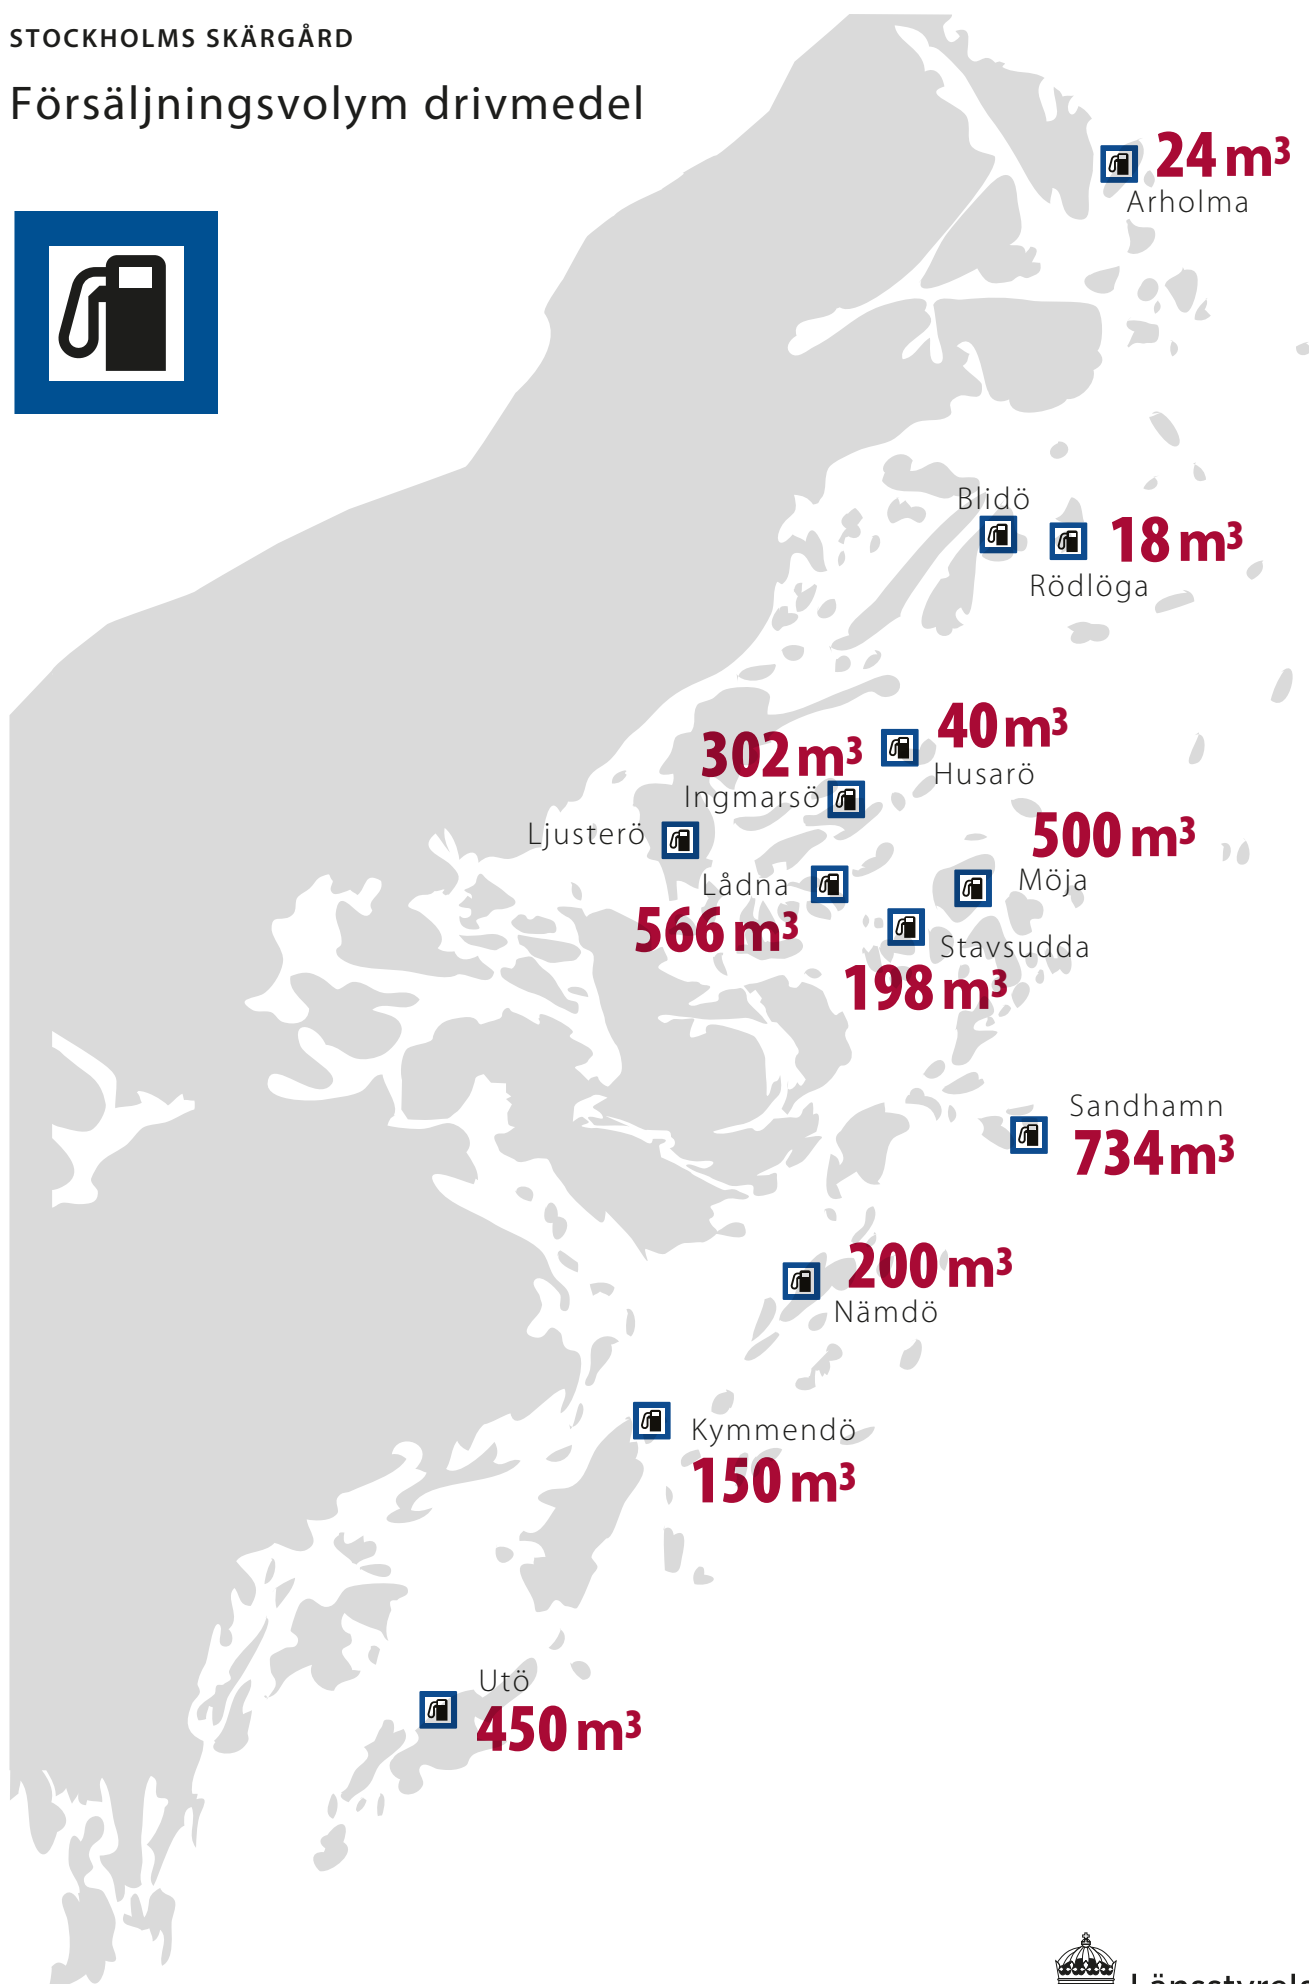 STOCKHOLMS SKÄRGÅRD
Försäljningsvolym drivmedel
24 m³
Arholma
Blidö
18 m³
Rödlöga
40 m³
Husarö
302 m³
Ingmarsö
500 m³
Möja
Ljusterö
Lådna
566 m³
Stavsudda
198 m³
Sandhamn
734 m³
200 m³
Nämdö
Kymmendö
150 m³
Utö
450 m³